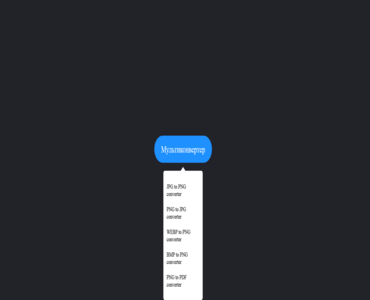 Мультиконвертер
JPG to PNG
converter
PNG to JPG
converter
WEBP to PNG
converter
BMP to PNG
converter
PNG to PDF
converter